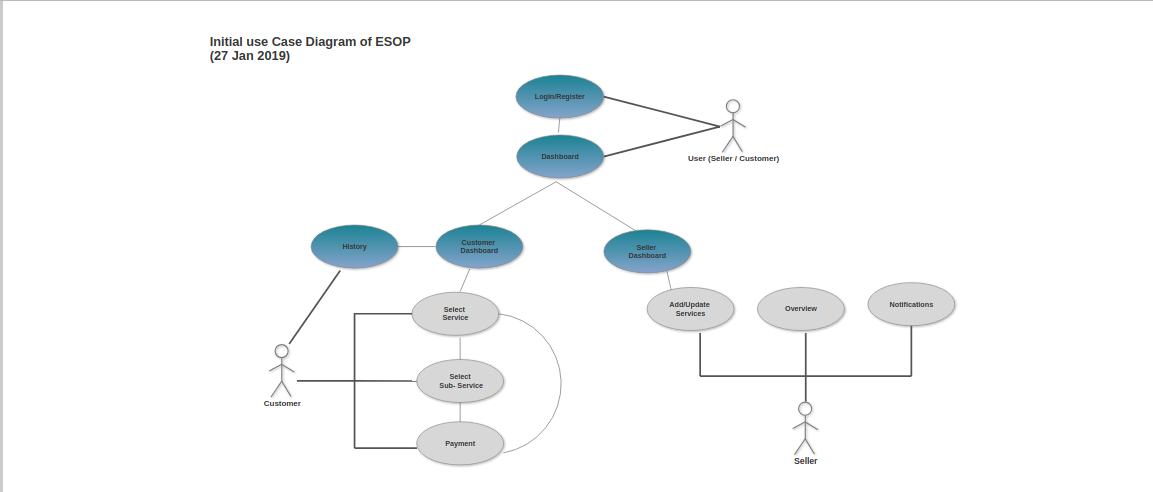 Initial use Case Diagram of ESOP
(27 Jan 2019)
Login/Register
Dashboard
User (Seller / Customer)
History
Customer
Dashboard
Seller
Dashboard
Select
Service
Add/Update
Services
Overview
Notifications
Select
Sub- Service
Customer
Payment
Seller